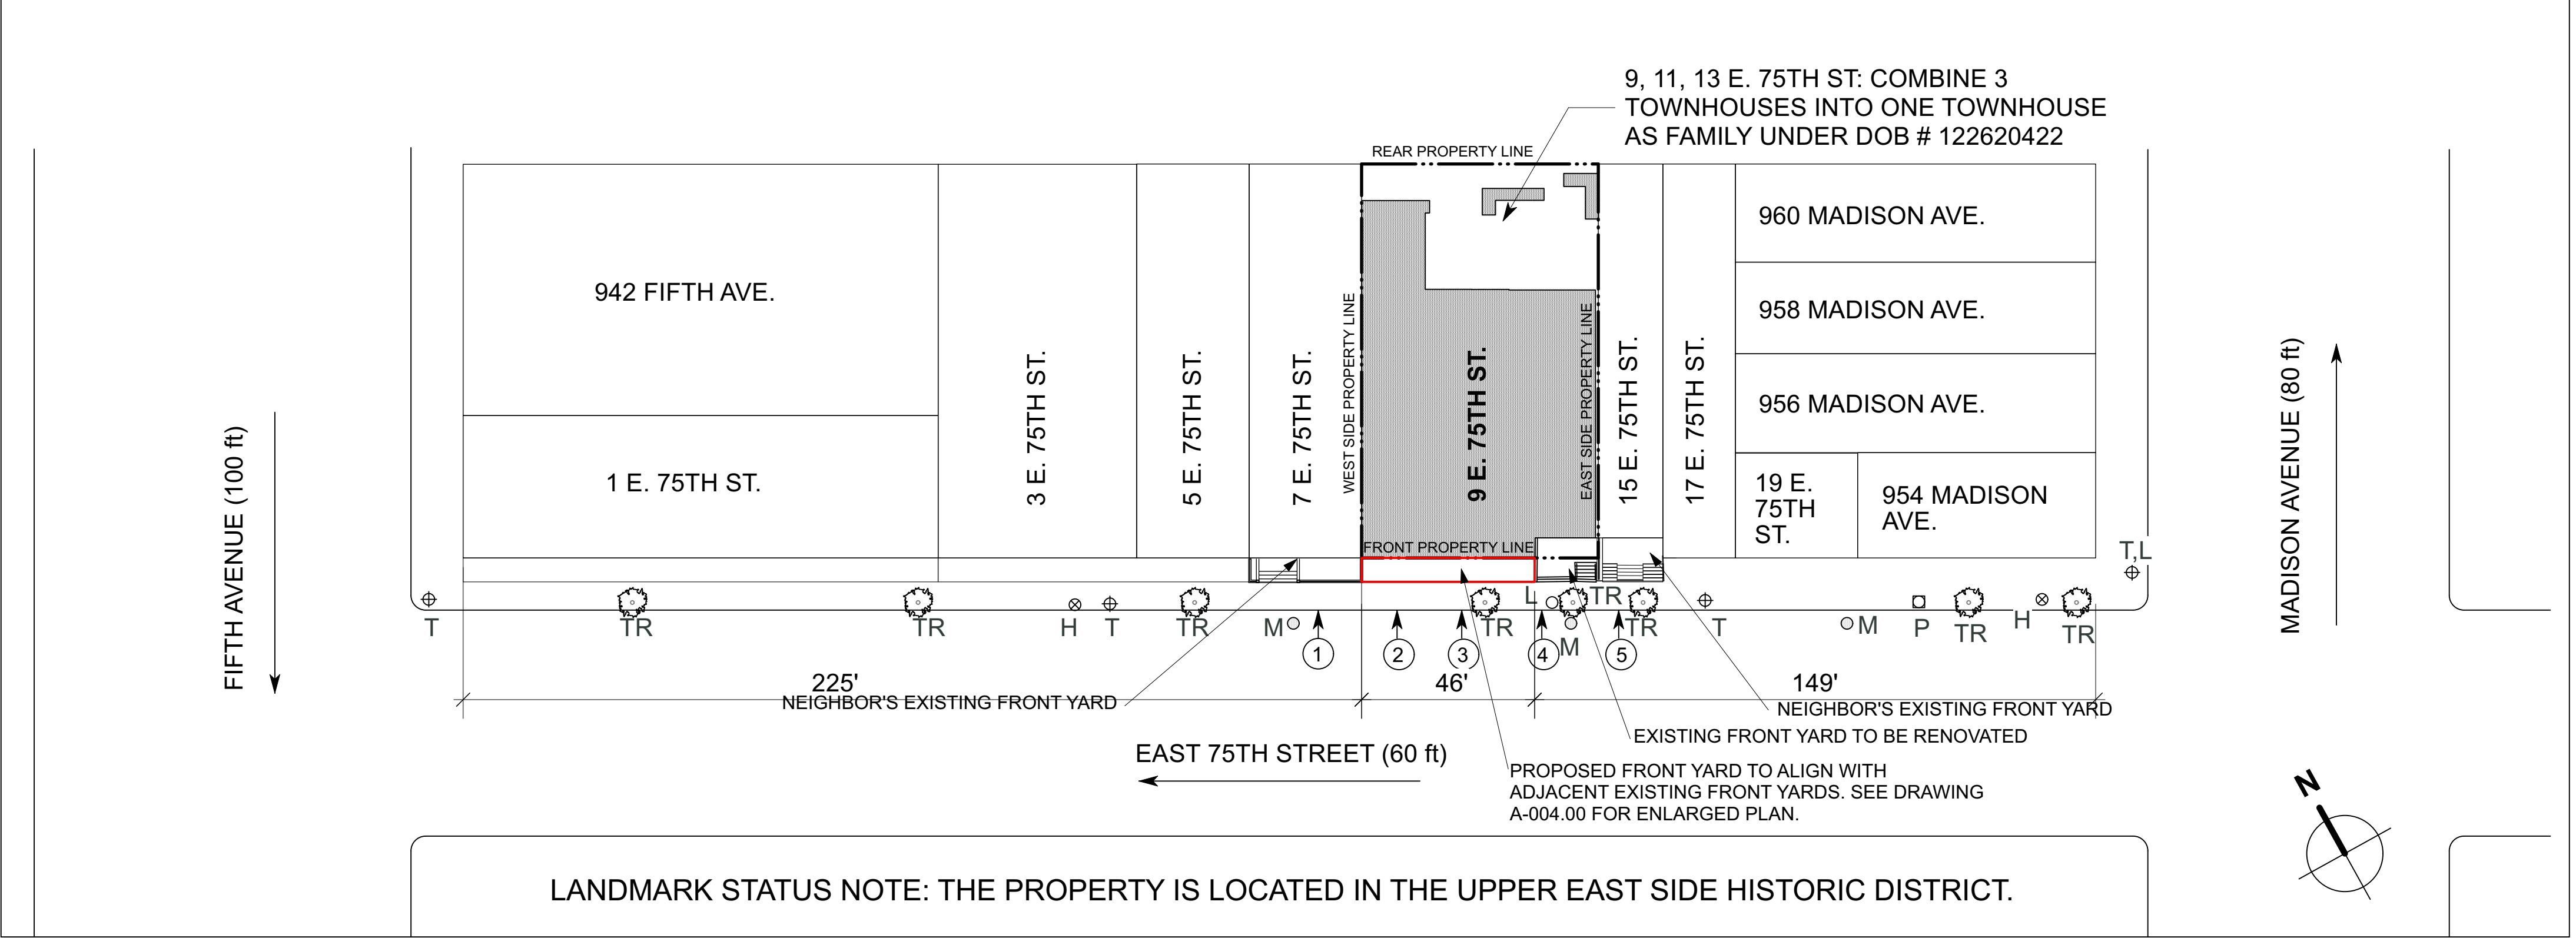 9, 11, 13 E. 75TH ST: COMBINE 3
TOWNHOUSES INTO ONE TOWNHOUSE
AS FAMILY UNDER DOB # 122620422
REAR PROPERTY LINE
942 FIFTH AVE.
1 E. 75TH ST.
3 E. 75TH ST.
5 E. 75TH ST.
7 E. 75TH ST.
WEST SIDE PROPERTY LINE
9 E. 75TH ST.
EAST SIDE PROPERTY LINE
15 E. 75TH ST.
17 E. 75TH ST.
960 MADISON AVE.
958 MADISON AVE.
956 MADISON AVE.
19 E.
75TH
ST.
954 MADISON
AVE.
FRONT PROPERTY LINE
FIFTH AVENUE (100 ft)
MADISON AVENUE (80 ft)
T,L
L
TR
T
TR
TR
H
T
TR
M
TR
M
TR
T
M
P
TR
H
TR
1
2
3
4
5
225'
46'
149'
NEIGHBOR'S EXISTING FRONT YARD
NEIGHBOR'S EXISTING FRONT YARD
EXISTING FRONT YARD TO BE RENOVATED
EAST 75TH STREET (60 ft)
PROPOSED FRONT YARD TO ALIGN WITH
ADJACENT EXISTING FRONT YARDS. SEE DRAWING
A-004.00 FOR ENLARGED PLAN.
N
LANDMARK STATUS NOTE: THE PROPERTY IS LOCATED IN THE UPPER EAST SIDE HISTORIC DISTRICT.